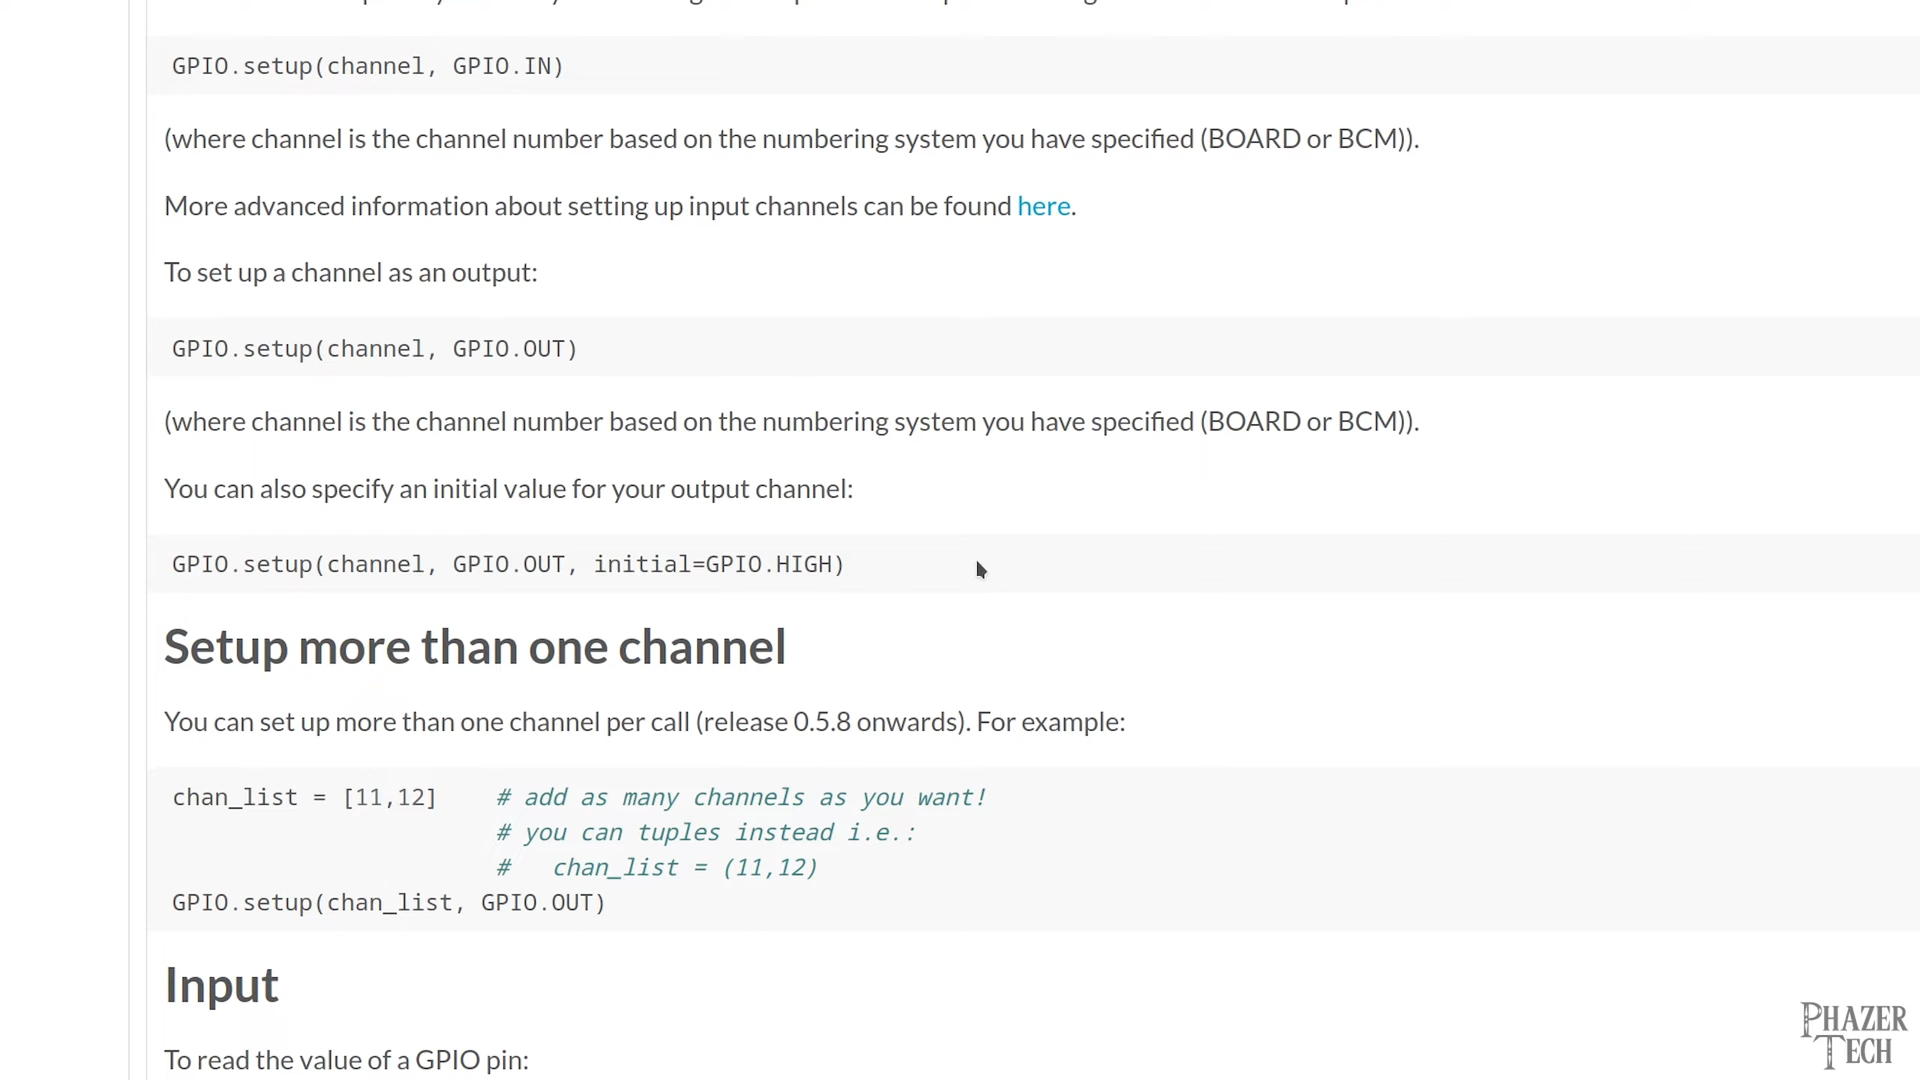 GPIO.setup(channel, GPIO.IN)
(where channel is the channel number based on the numbering system you have specified (BOARD or BCM)).
More advanced information about setting up input channels can be found here.
To set up a channel as an output:
GPIO.setup(channel, GPIO.OUT)
(where channel is the channel number based on the numbering system you have specified (BOARD or BCM)).
You can also specify an initial value for your output channel:
GPIO.setup(channel, GPIO.OUT, initial=GPIO.HIGH)
Setup more than one channel
You can set up more than one channel per call (release 0.5.8 onwards). For example:
chan_list = [11,12]    # add as many channels as you want!
# you can tuples instead i.e.:
#   chan_list = (11,12)
GPIO.setup(chan_list, GPIO.OUT)
Input
To read the value of a GPIO pin:
PHAZER
TECH